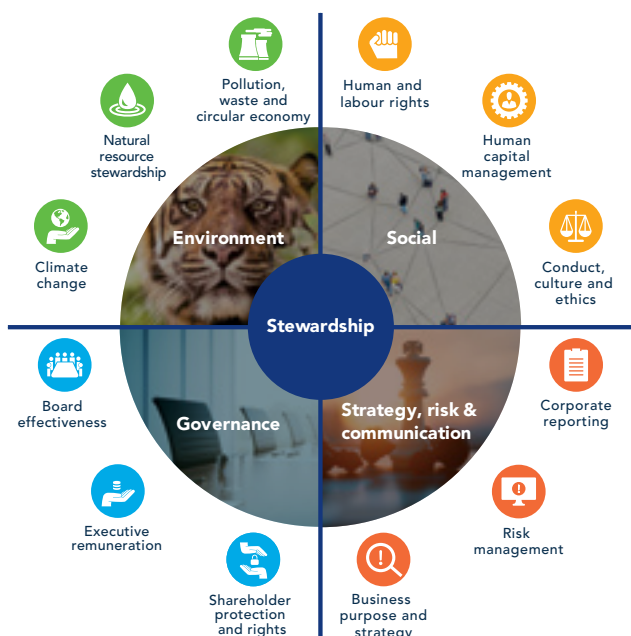 Pollution,
waste and
circular economy
Human and
labour rights
Natural
resource
stewardship
Human
capital
management
Climate
change
Environment
Social
Conduct,
culture and
ethics
Stewardship
Board
effectiveness
Governance
Strategy, risk &
communication
Corporate
reporting
Executive
remuneration
Risk
management
Shareholder
protection
and rights
Business
purpose and
strategy